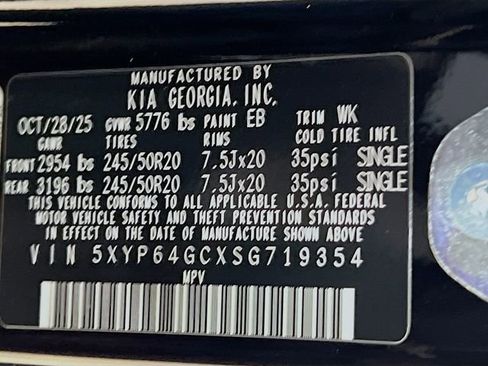 MANUFACTURED BY
KIA GEORGIA, INC.
OCT/28/25 GVWR 5776 lbs PAINT EB TRIM WK
GAWR TIRES RIMS COLD TIRE INFL
FRONT 2954 lbs 245/50R20 7.5Jx20 35psi SINGLE
REAR 3196 lbs 245/50R20 7.5Jx20 35psi SINGLE
THIS VEHICLE CONFORMS TO ALL APPLICABLE U.S.A. FEDERAL
MOTOR VEHICLE SAFETY AND THEFT PREVENTION STANDARDS
IN EFFECT ON THE DATE OF MANUFACTURE SHOWN ABOVE
VIN 5XYP64GCXSG719354
MPV